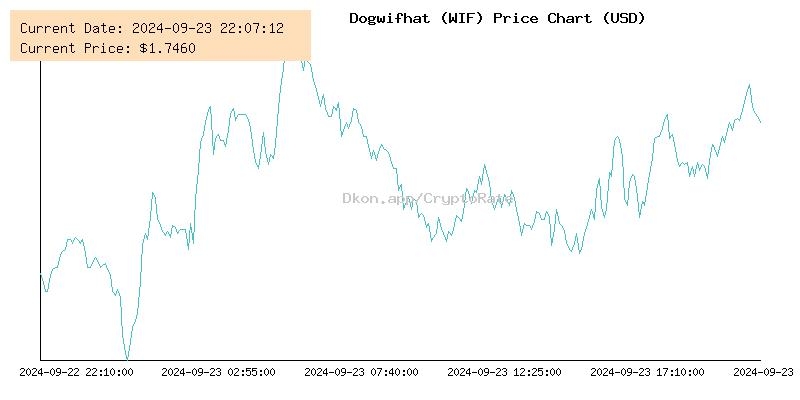 Dogwifhat (WIF) Price Chart (USD)
Current Date: 2024-09-23 22:07:12
Current Price: $1.7460
Dkon.app/CryptoRate
2024-09-22 22:10:00
2024-09-23 02:55:00
2024-09-23 07:40:00
2024-09-23 12:25:00
2024-09-23 17:10:00
2024-09-23